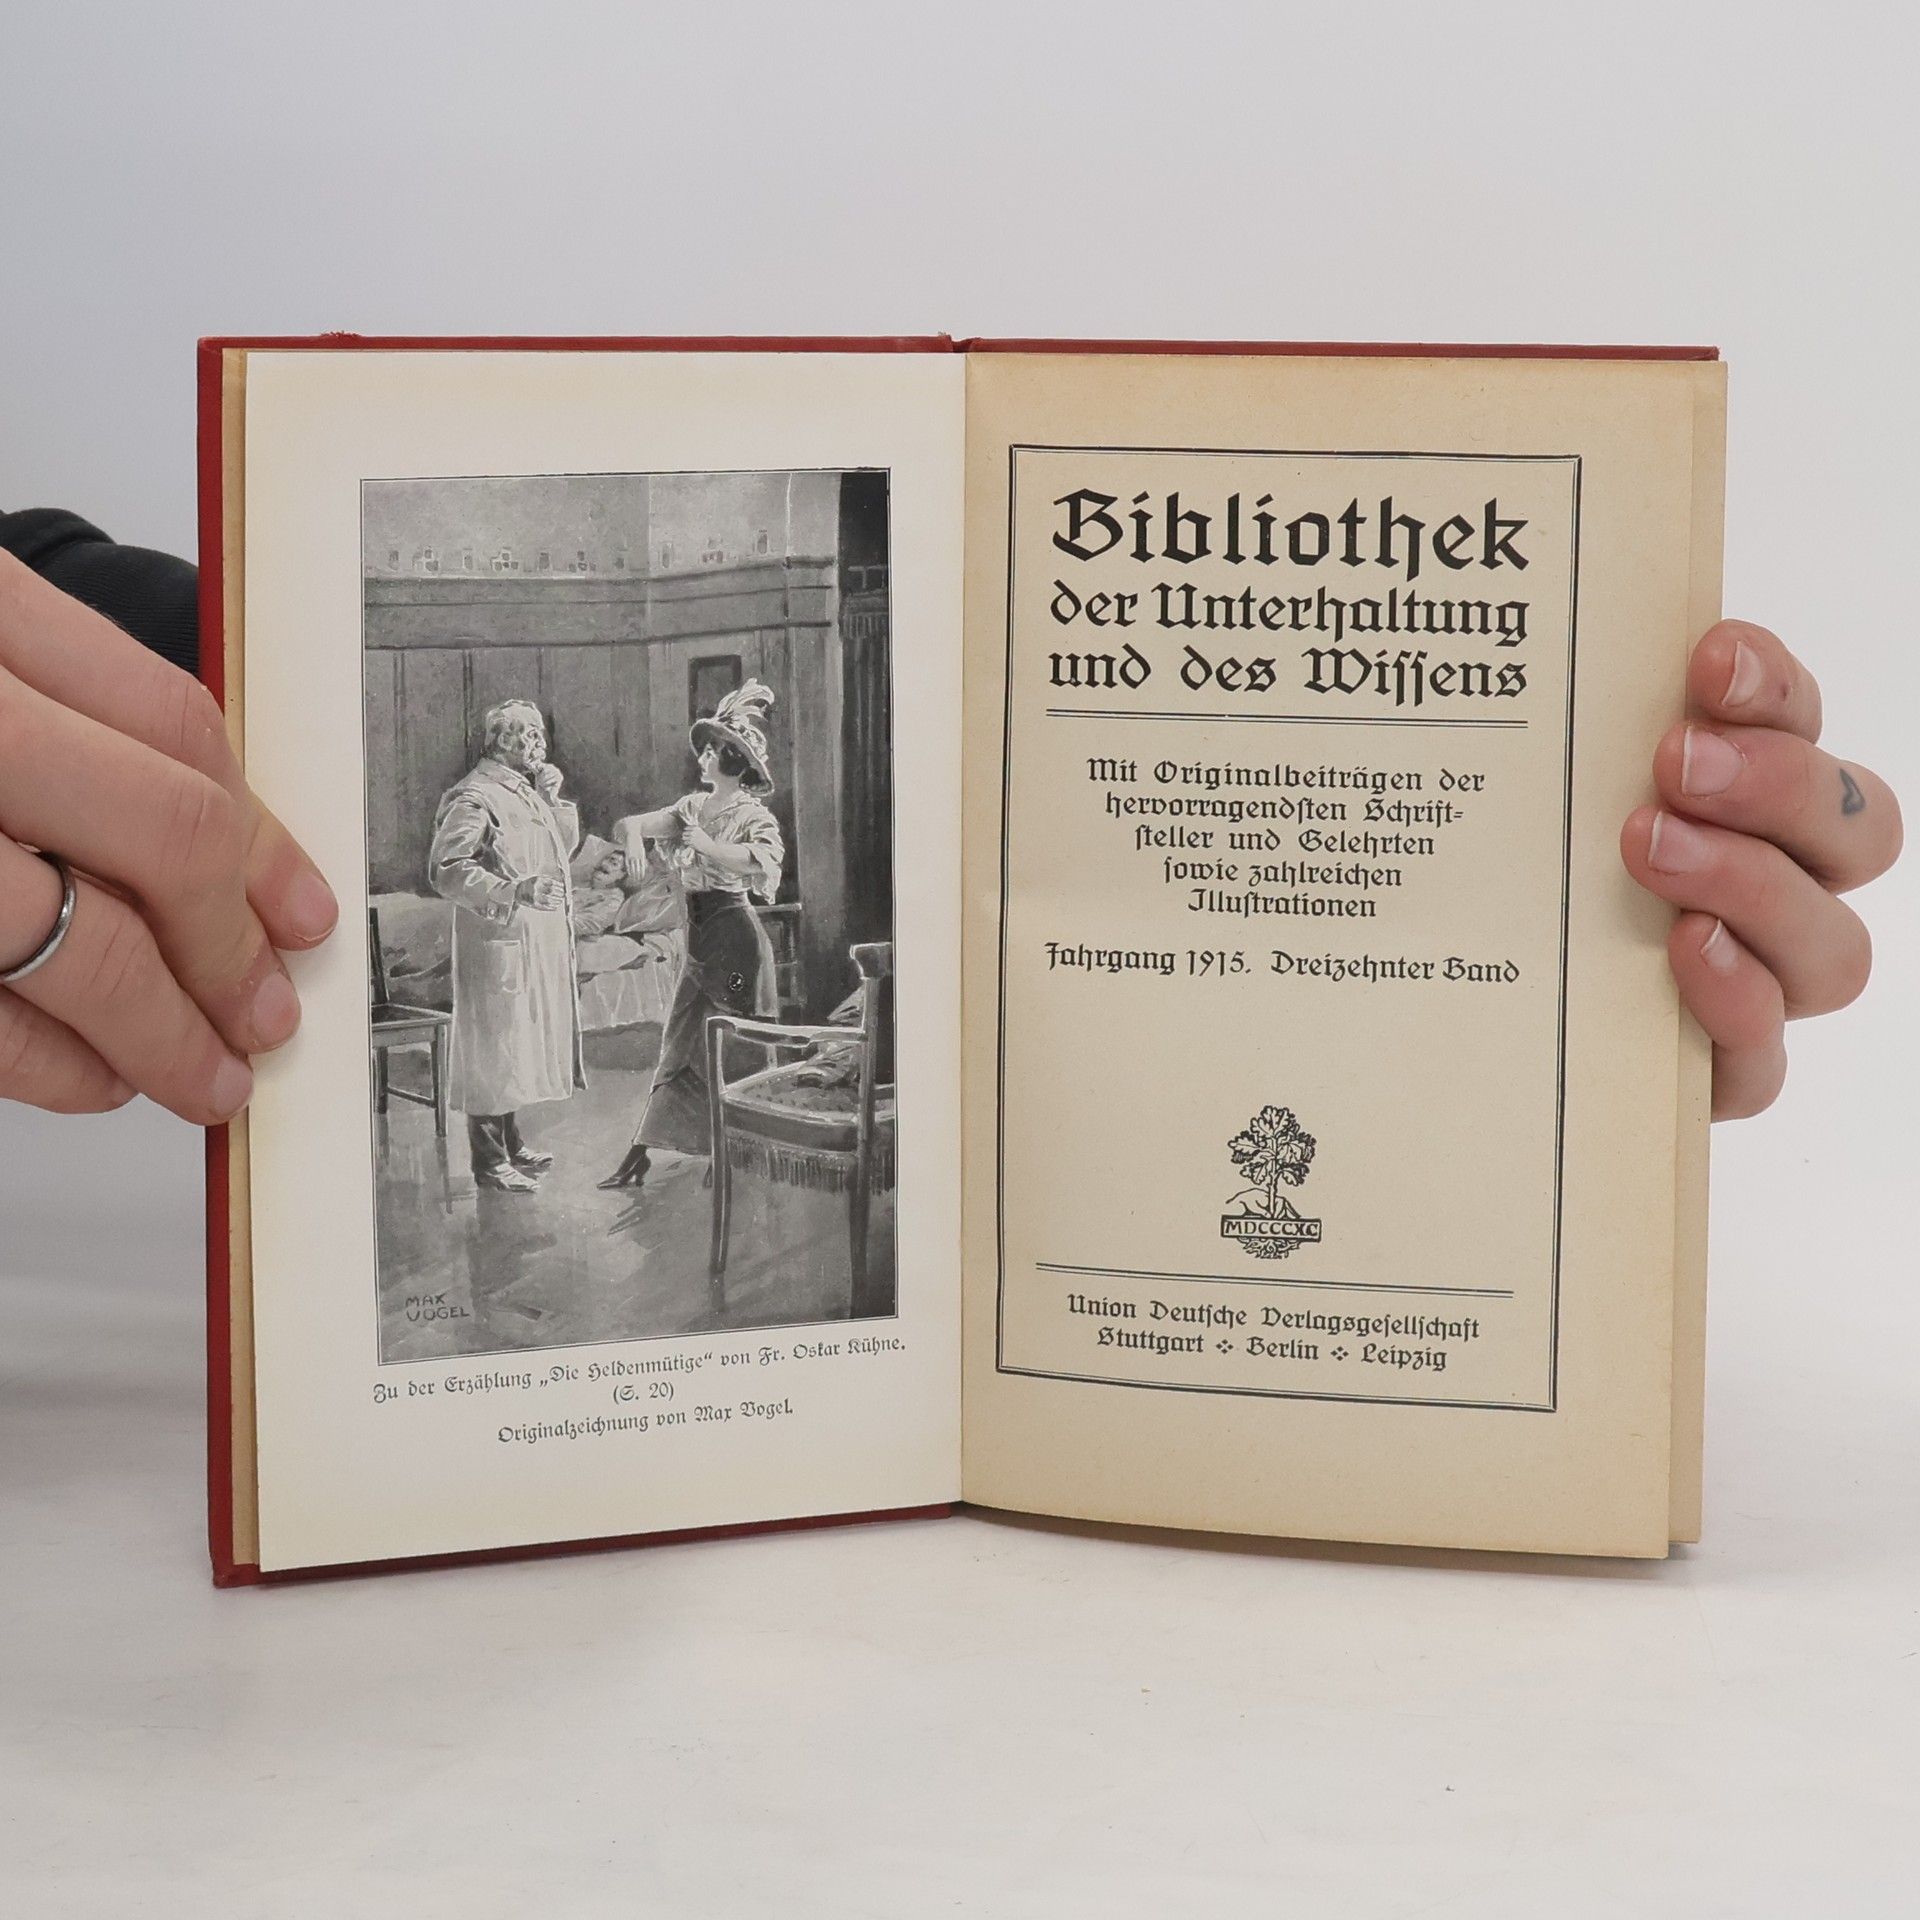 MAX
VOGEL
Zu der Erzählung „Die Heldenmütige“ von Fr. Oskar Kühne.
(S. 20)
Originalzeichnung von Max Vogel.
Bibliothek
der Unterhaltung
und des Wiſſens
Mit Originalbeiträgen der
hervorragendſten Schrift-
ſteller und Gelehrten
ſowie zahlreichen
Illuſtrationen
Jahrgang 1915. Dreizehnter Band
MDCCCXC
Union Deutſche Verlagsgeſellſchaft
Stuttgart ⁘ Berlin ⁘ Leipzig